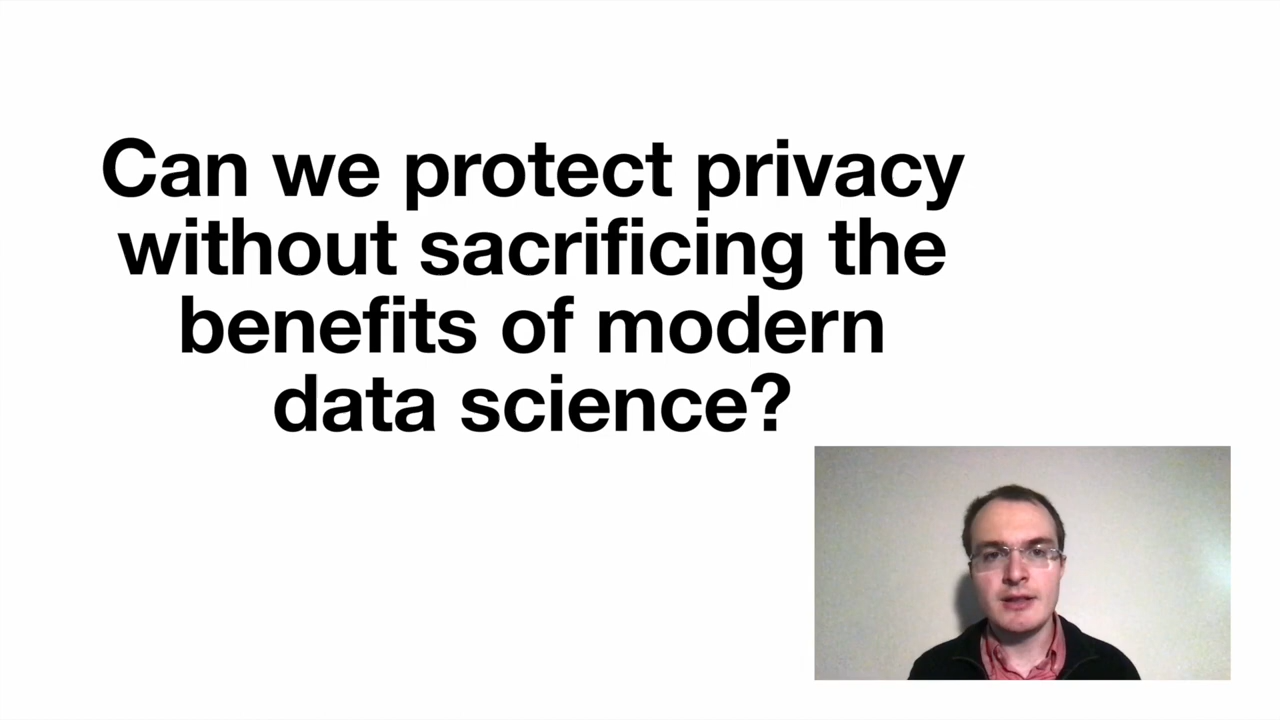 Can we protect privacy
without sacrificing the
benefits of modern
data science?